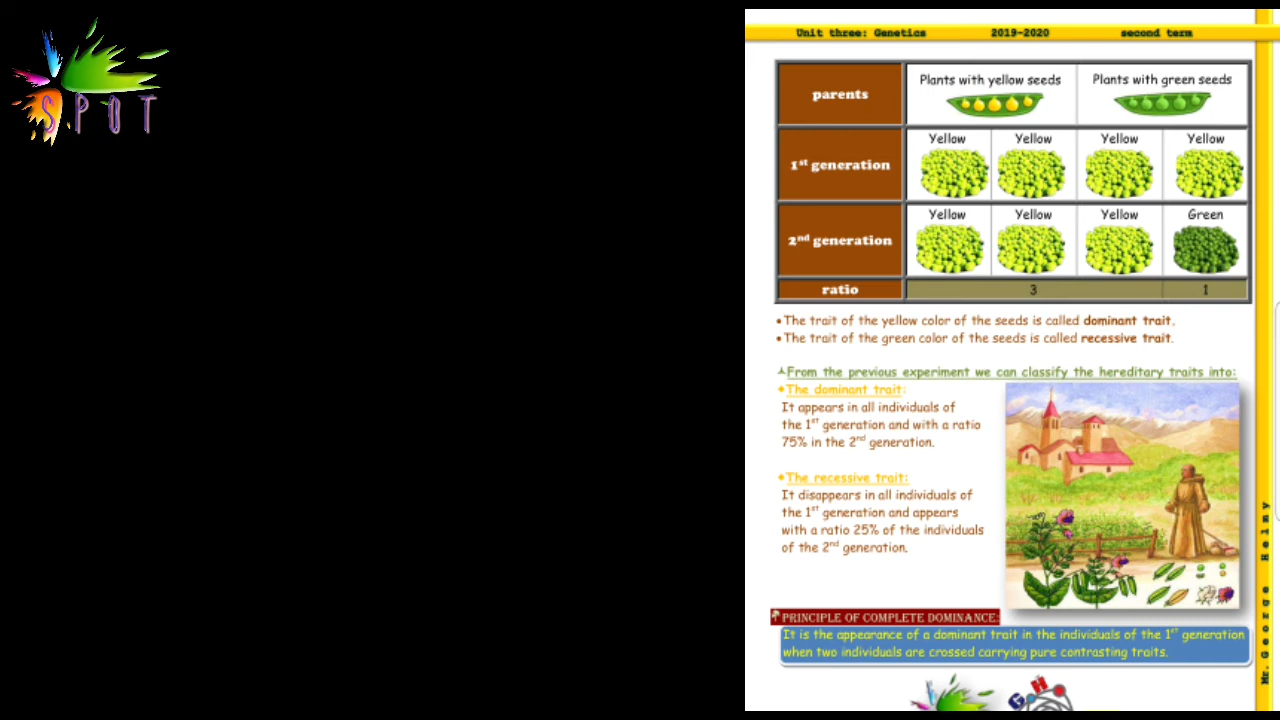 SPOT
Unit three: Genetics 2019-2020 second term
parents
Plants with yellow seeds
Plants with green seeds
1st generation
Yellow Yellow Yellow Yellow
2nd generation
Yellow Yellow Yellow Green
ratio 3 1
•The trait of the yellow color of the seeds is called dominant trait.
•The trait of the green color of the seeds is called recessive trait.
From the previous experiment we can classify the hereditary traits into:
The dominant trait:
It appears in all individuals of
the 1st generation and with a ratio
75% in the 2nd generation.
The recessive trait:
It disappears in all individuals of
the 1st generation and appears
with a ratio 25% of the individuals
of the 2nd generation.
PRINCIPLE OF COMPLETE DOMINANCE:
It is the appearance of a dominant trait in the individuals of the 1st generation
when two individuals are crossed carrying pure contrasting traits.
Mr. George Helmy
G H